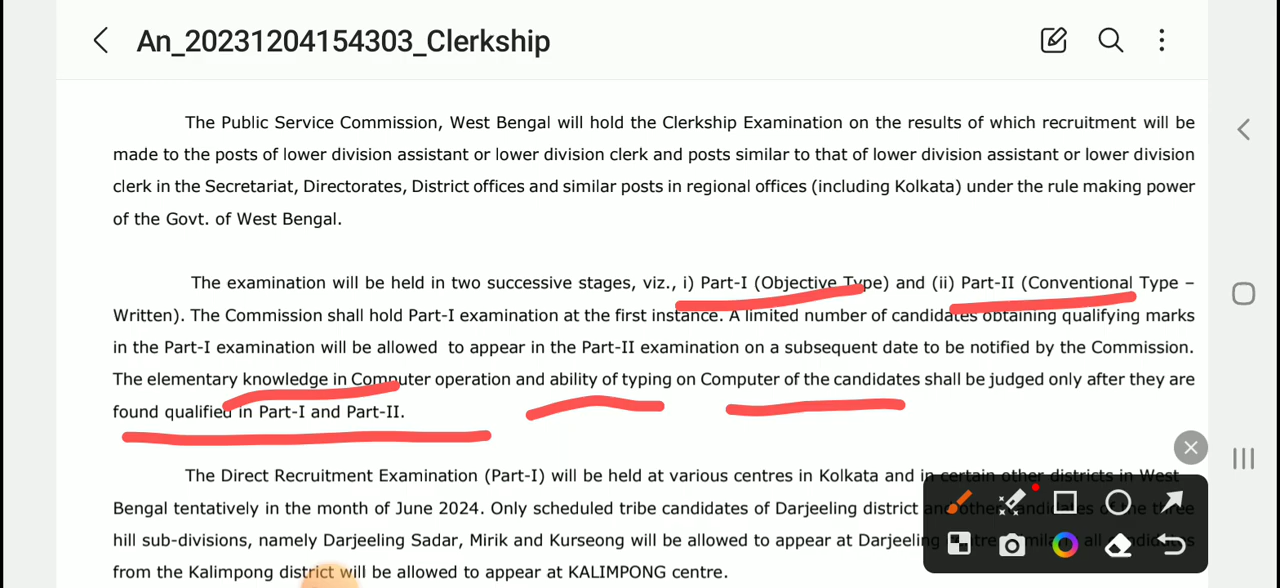 An_20231204154303_Clerkship
The Public Service Commission, West Bengal will hold the Clerkship Examination on the results of which recruitment will be
made to the posts of lower division assistant or lower division clerk and posts similar to that of lower division assistant or lower division
clerk in the Secretariat, Directorates, District offices and similar posts in regional offices (including Kolkata) under the rule making power
of the Govt. of West Bengal.
The examination will be held in two successive stages, viz., i) Part-I (Objective Type) and (ii) Part-II (Conventional Type –
Written). The Commission shall hold Part-I examination at the first instance. A limited number of candidates obtaining qualifying marks
in the Part-I examination will be allowed to appear in the Part-II examination on a subsequent date to be notified by the Commission.
The elementary knowledge in Computer operation and ability of typing on Computer of the candidates shall be judged only after they are
found qualified in Part-I and Part-II.
The Direct Recruitment Examination (Part-I) will be held at various centres in Kolkata and in certain other districts in West
Bengal tentatively in the month of June 2024. Only scheduled tribe candidates of Darjeeling district and other candidates of the three
hill sub-divisions, namely Darjeeling Sadar, Mirik and Kurseong will be allowed to appear at Darjeeling all candidates
from the Kalimpong district will be allowed to appear at KALIMPONG centre.